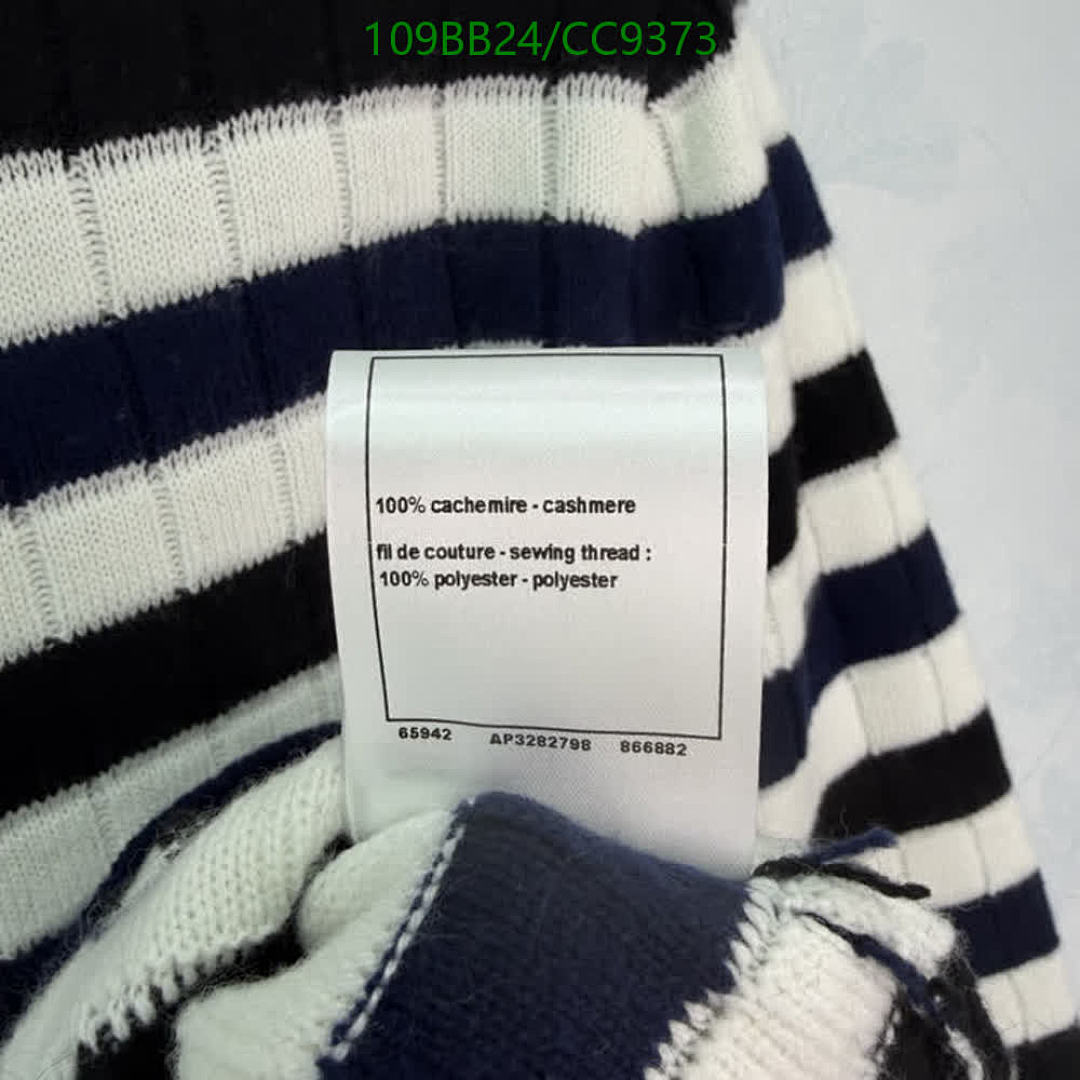 109BB24/CC9373
100% cachemire - cashmere
fil de couture - sewing thread :
100% polyester - polyester
65942 AP3282798 866882